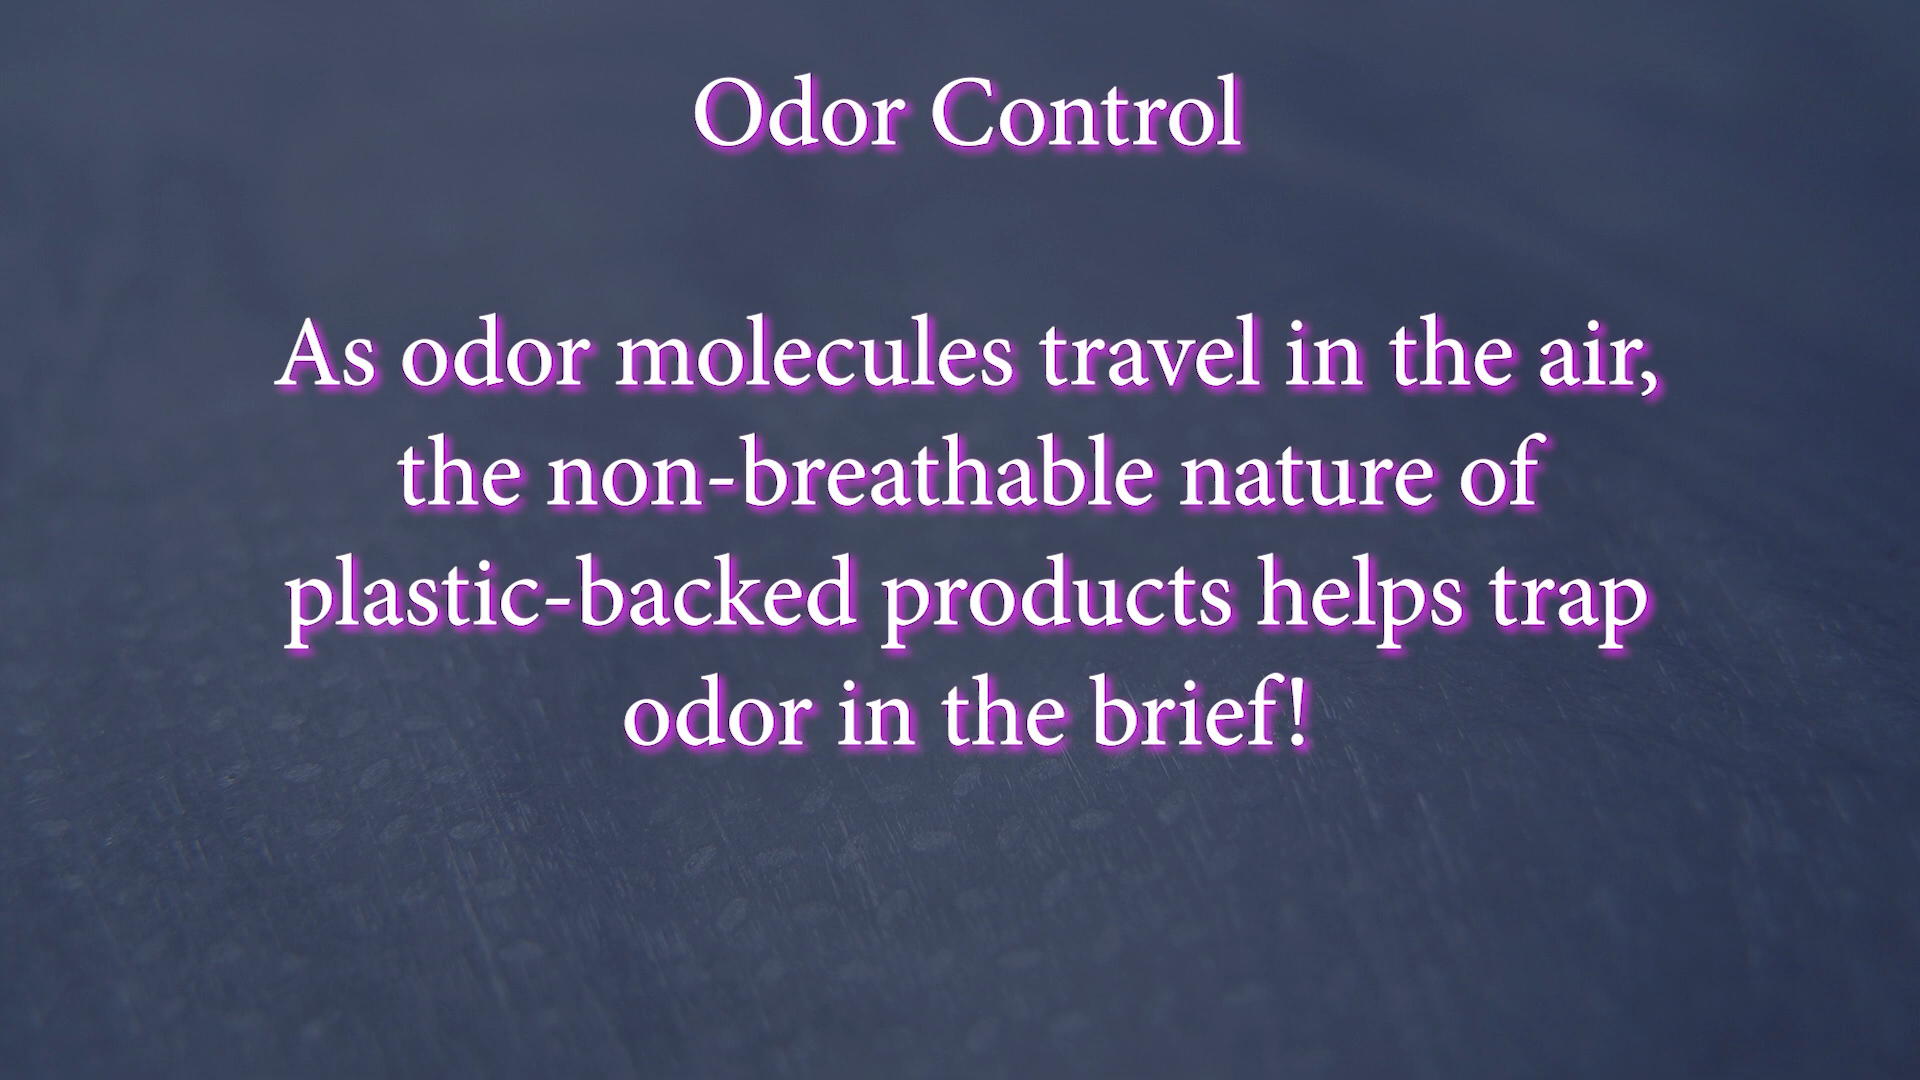 Odor Control
As odor molecules travel in the air,
the non-breathable nature of
plastic-backed products helps trap
odor in the brief!